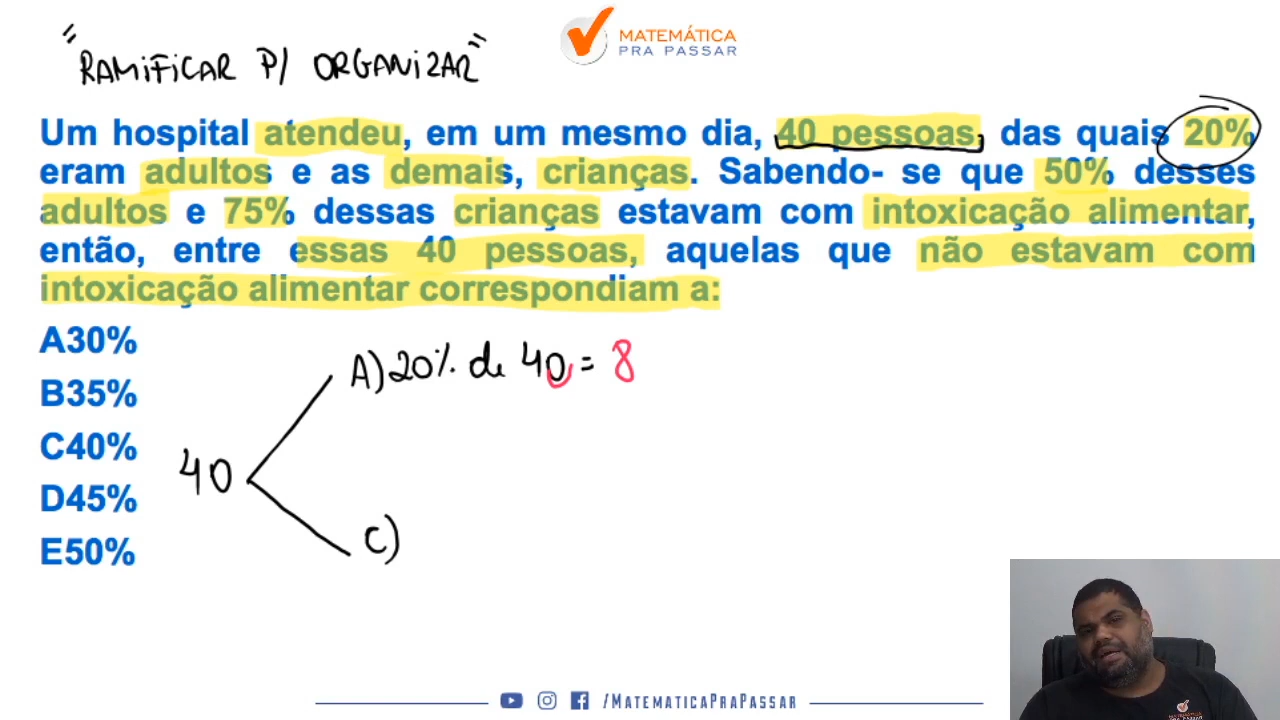 "RAMIFICAR P/ ORGANIZAR"
MATEMÁTICA
PRA PASSAR
Um hospital atendeu, em um mesmo dia, 40 pessoas, das quais 20%
eram adultos e as demais, crianças. Sabendo- se que 50% desses
adultos e 75% dessas crianças estavam com intoxicação alimentar,
então, entre essas 40 pessoas, aquelas que não estavam com
intoxicação alimentar correspondiam a:
A30%
B35%
C40%
D45%
E50%
A) 20% de 40 = 8
40
C)
MATEMÁTICA
PRA PASSAR
/MATEMATICAPRAPASSAR